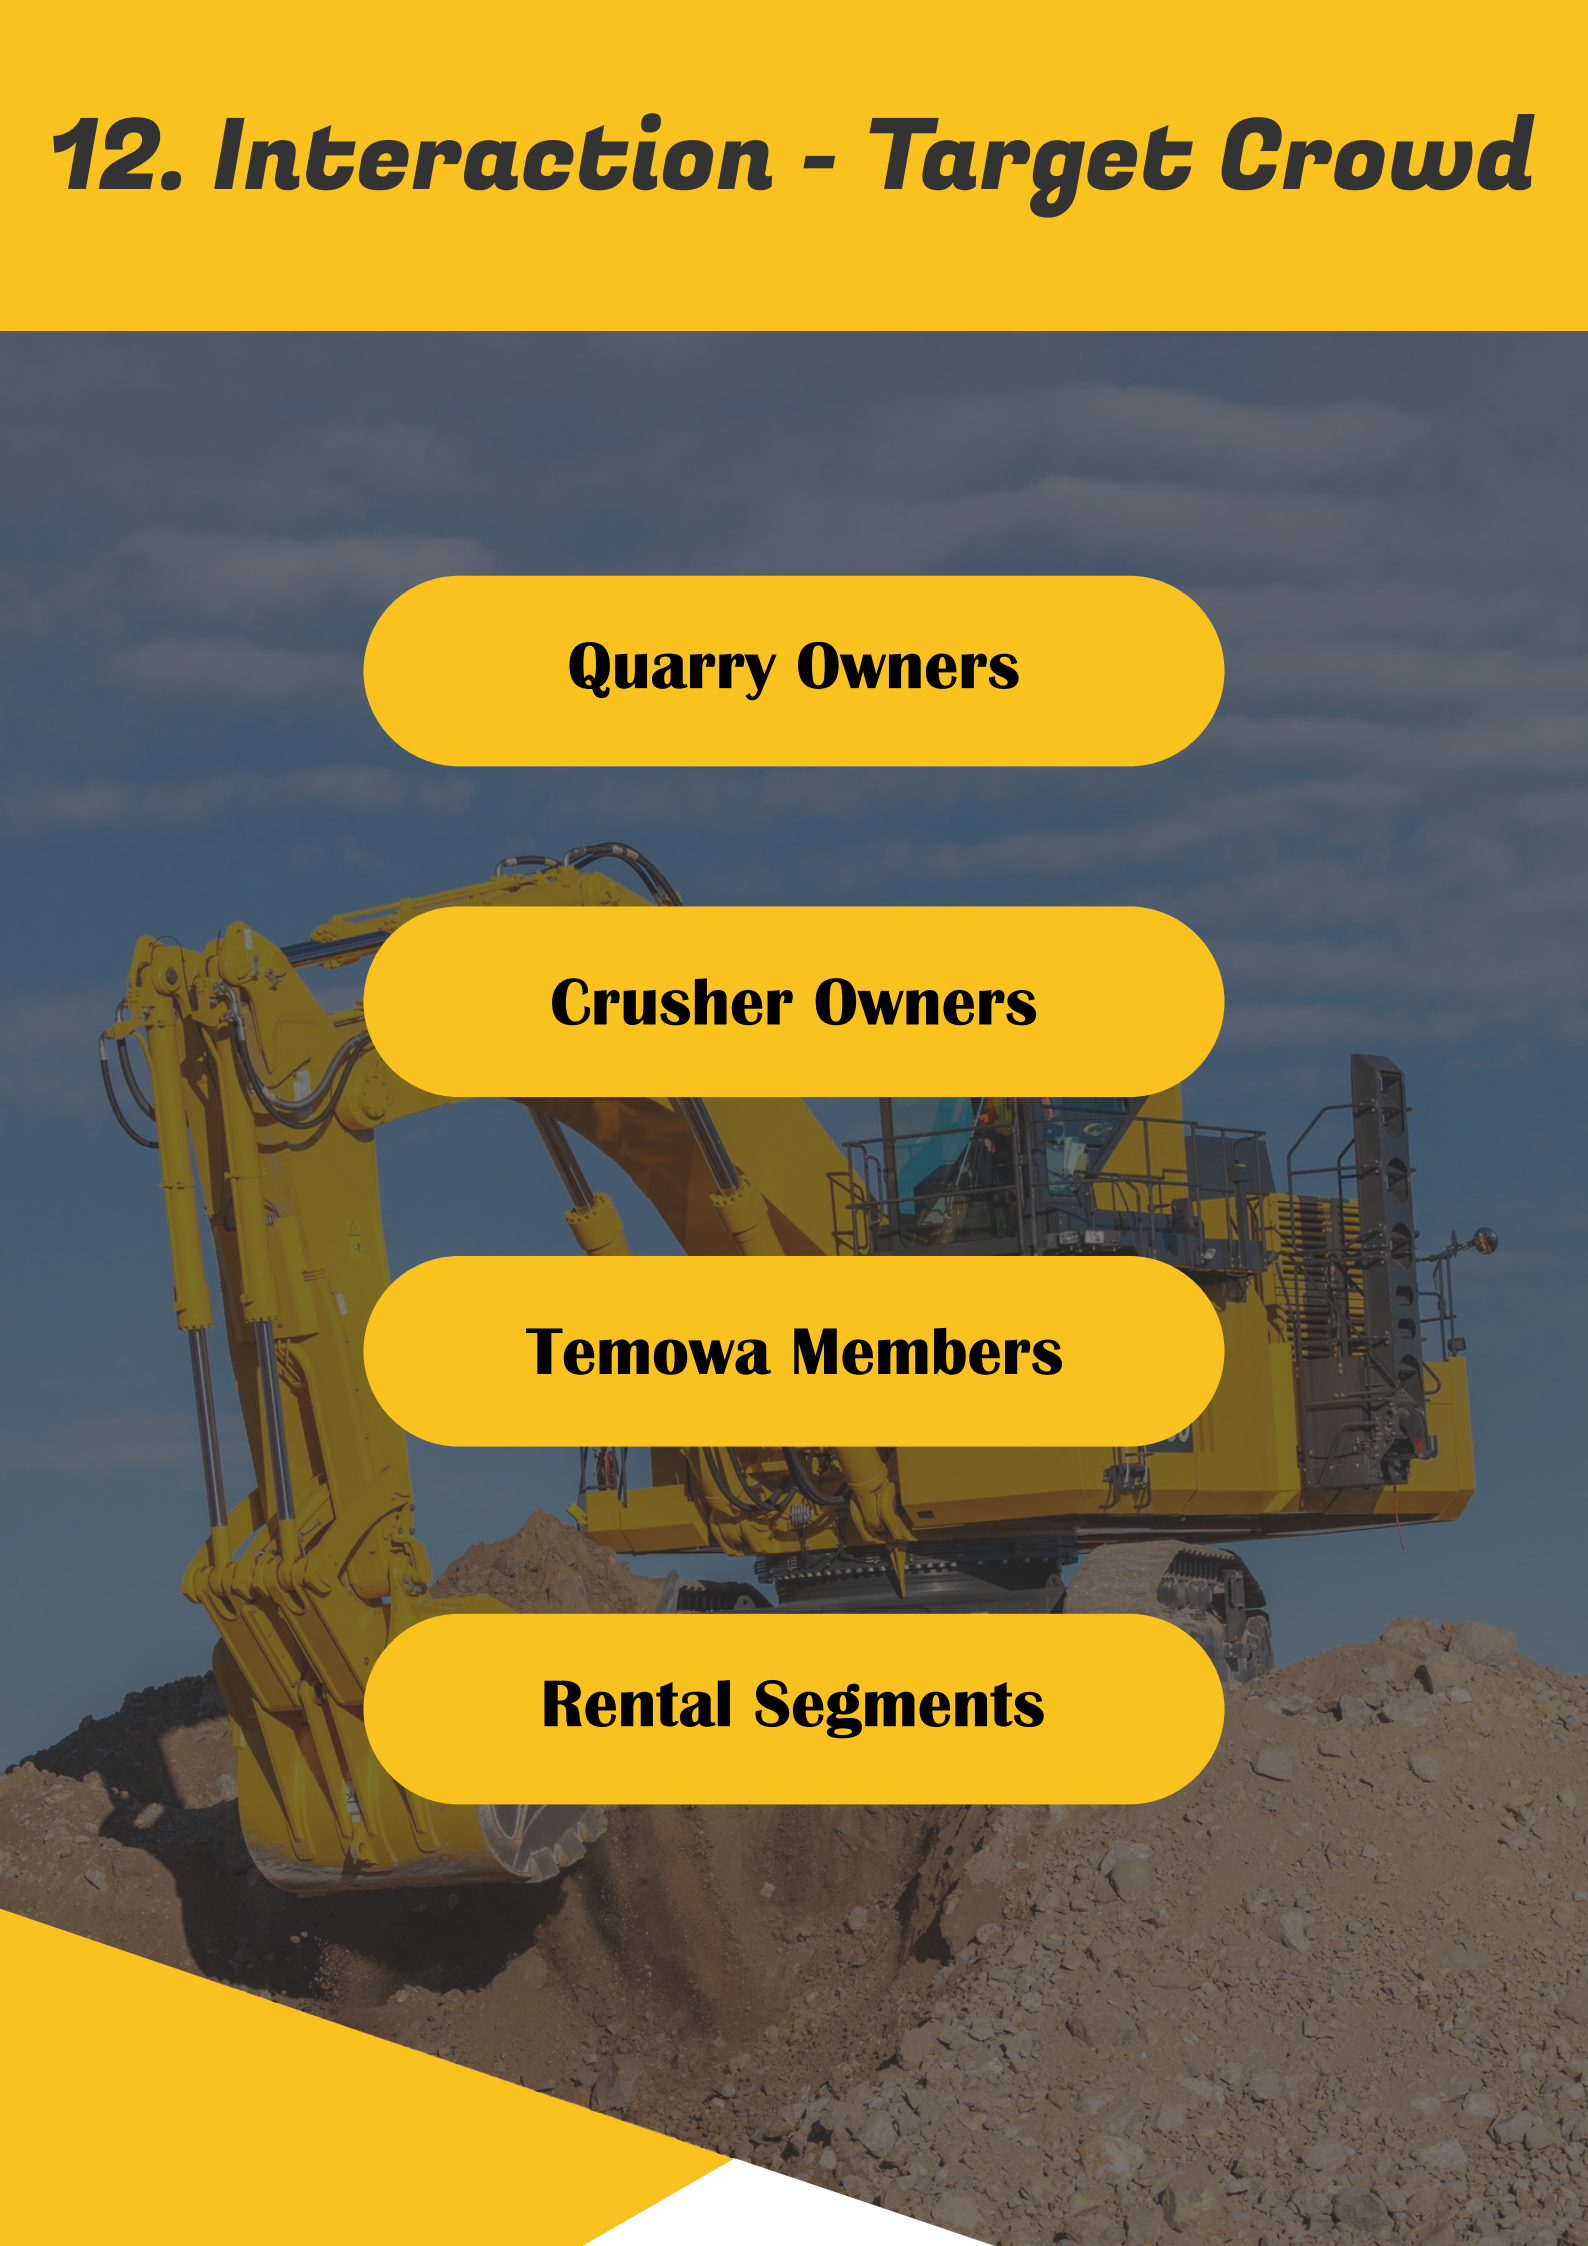 12. Interaction - Target Crowd
Quarry Owners
Crusher Owners
Temowa Members
Rental Segments